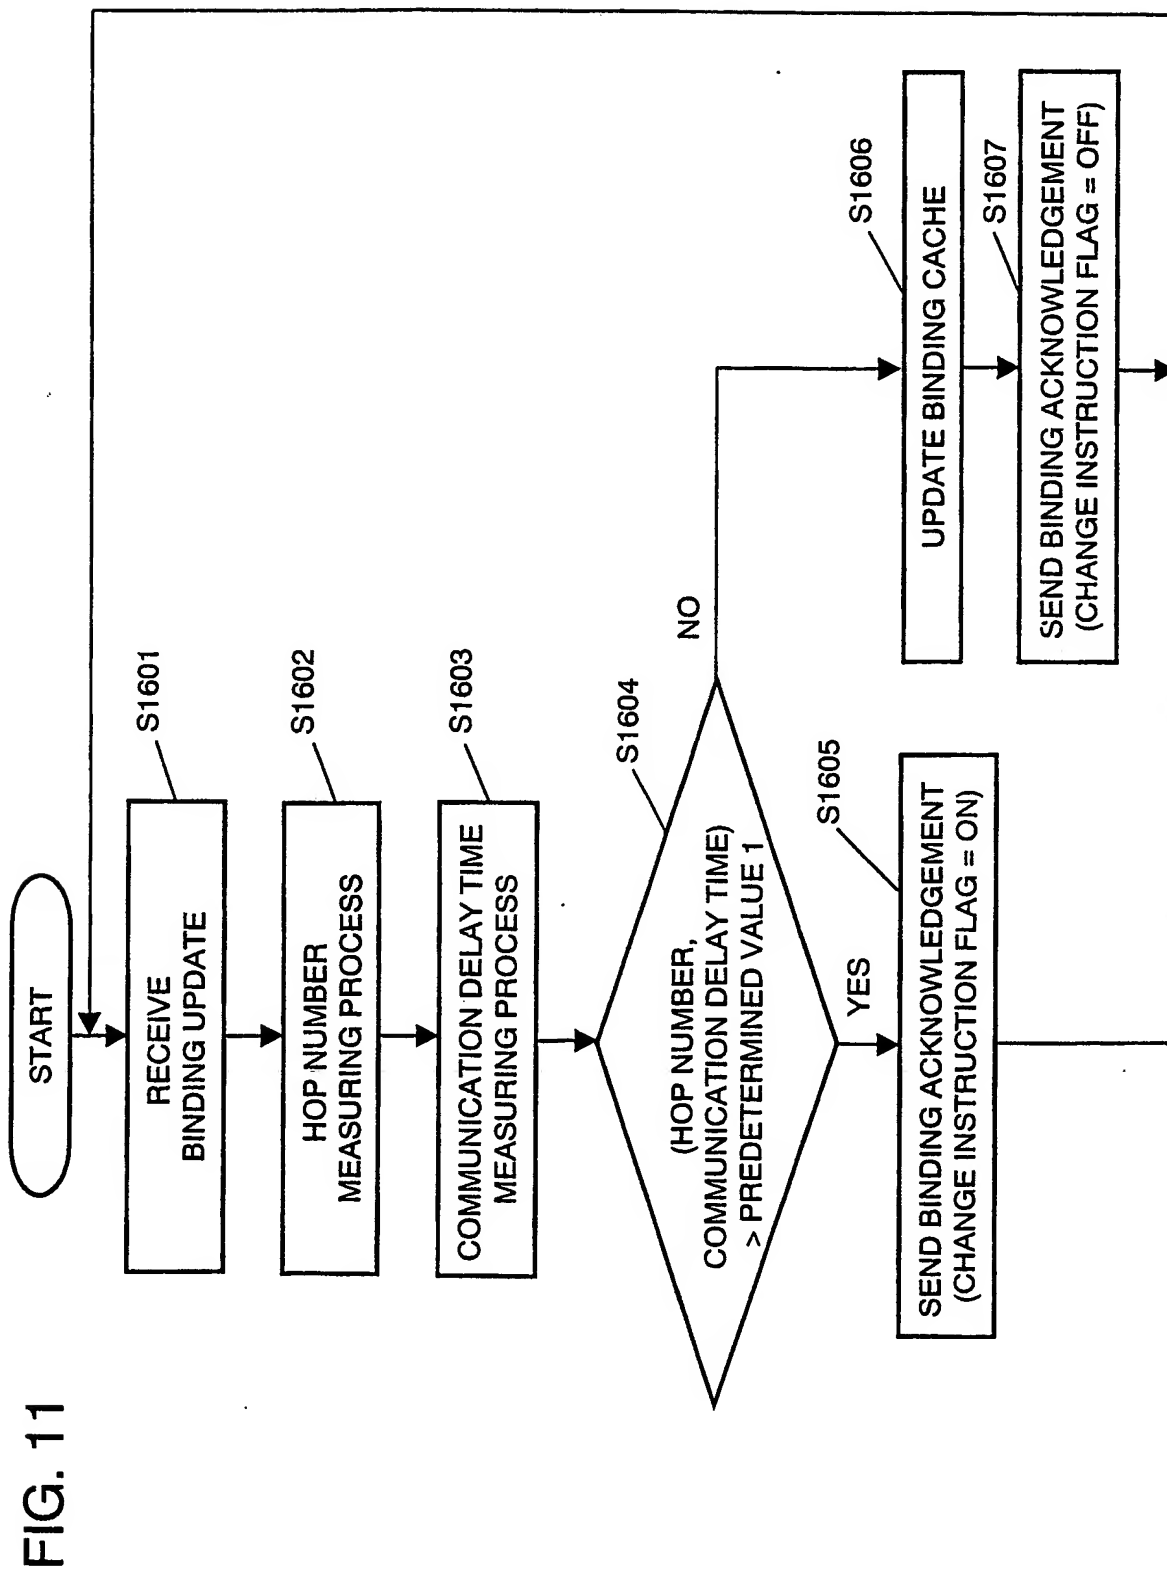 FIG. 11
START
S1601
RECEIVE
BINDING UPDATE
S1602
HOP NUMBER
MEASURING PROCESS
S1603
COMMUNICATION DELAY TIME
MEASURING PROCESS
S1604
(HOP NUMBER,
COMMUNICATION DELAY TIME)
> PREDETERMINED VALUE 1
NO
YES
S1605
SEND BINDING ACKNOWLEDGEMENT
(CHANGE INSTRUCTION FLAG = ON)
S1606
UPDATE BINDING CACHE
S1607
SEND BINDING ACKNOWLEDGEMENT
(CHANGE INSTRUCTION FLAG = OFF)